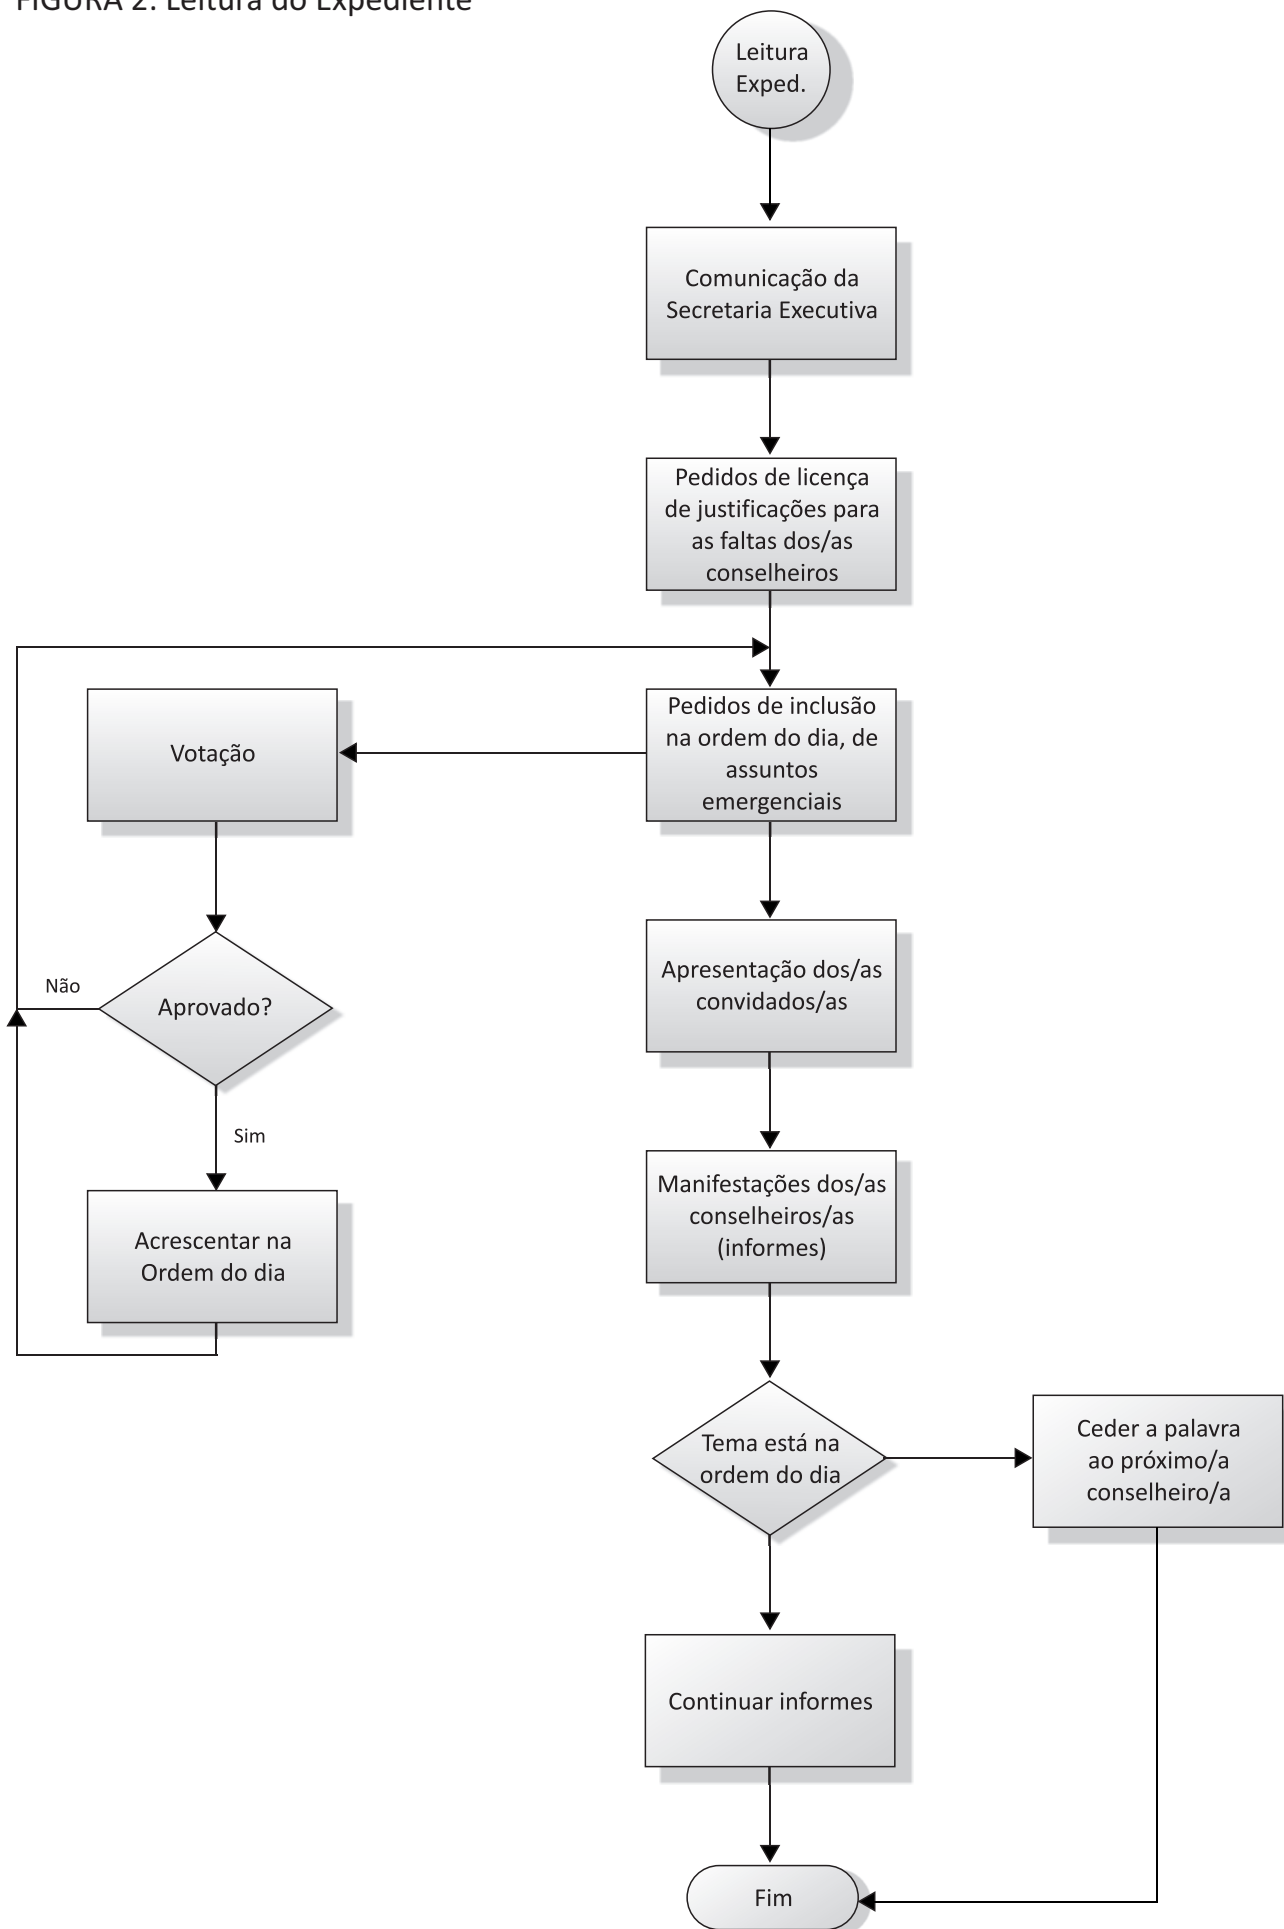 FIGURA 2: Leitura do Expediente
Leitura
Exped.
Comunicação da
Secretaria Executiva
Pedidos de licença
de justificações para
as faltas dos/as
conselheiros
Pedidos de inclusão
na ordem do dia, de
assuntos
emergenciais
Votação
Aprovado?
Não
Sim
Acrescentar na
Ordem do dia
Apresentação dos/as
convidados/as
Manifestações dos/as
conselheiros/as
(informes)
Tema está na
ordem do dia
Ceder a palavra
ao próximo/a
conselheiro/a
Continuar informes
Fim